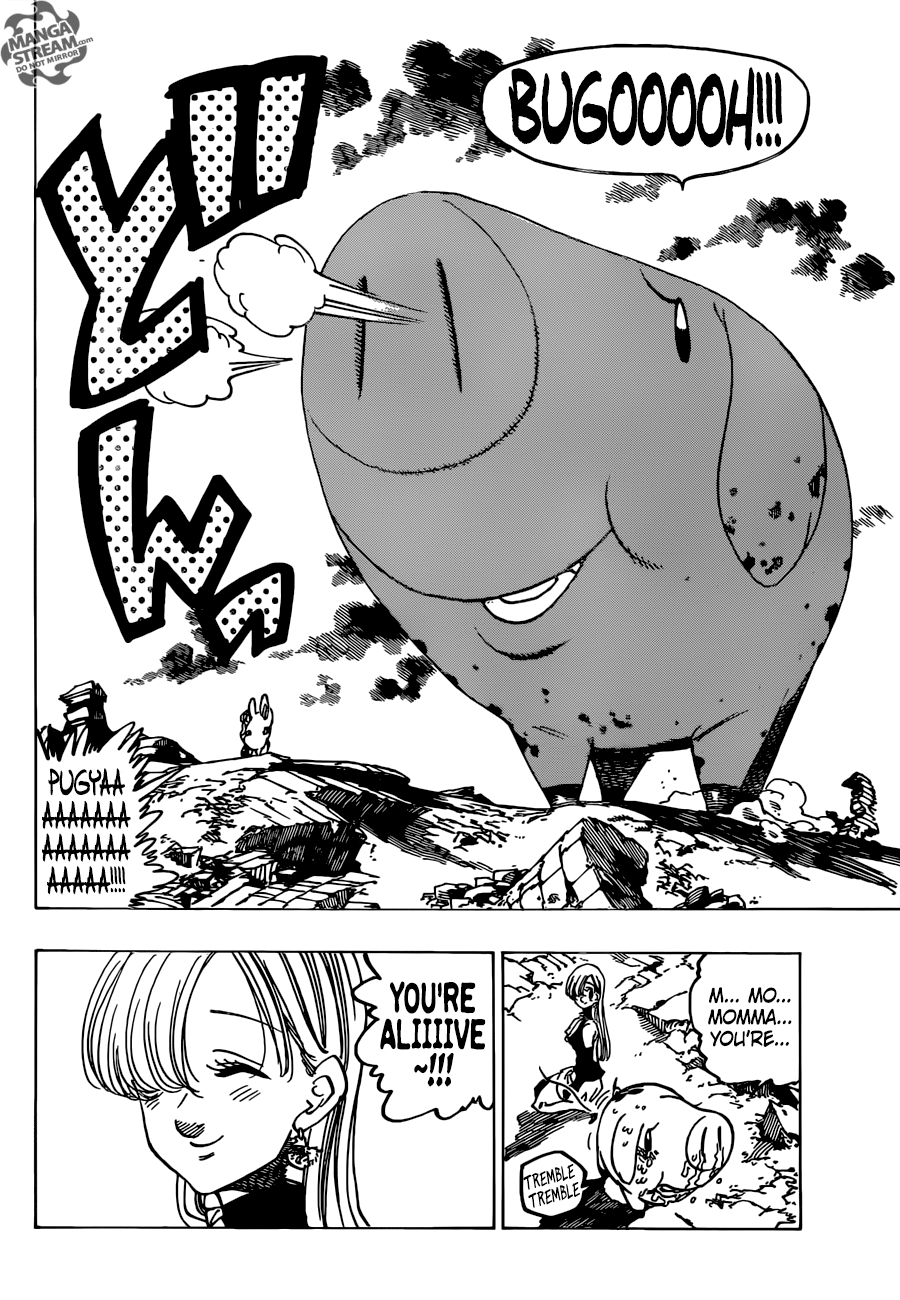 MANGA
STREAM.com
DO NOT MIRROR
BUGOOOOH!!!
PUGYAA
AAAAAAA
AAAAAAA
AAAAA!!!!
M... MO...
MOMMA...
YOU'RE...
TREMBLE
TREMBLE
YOU'RE
ALIIIIVE
~!!!